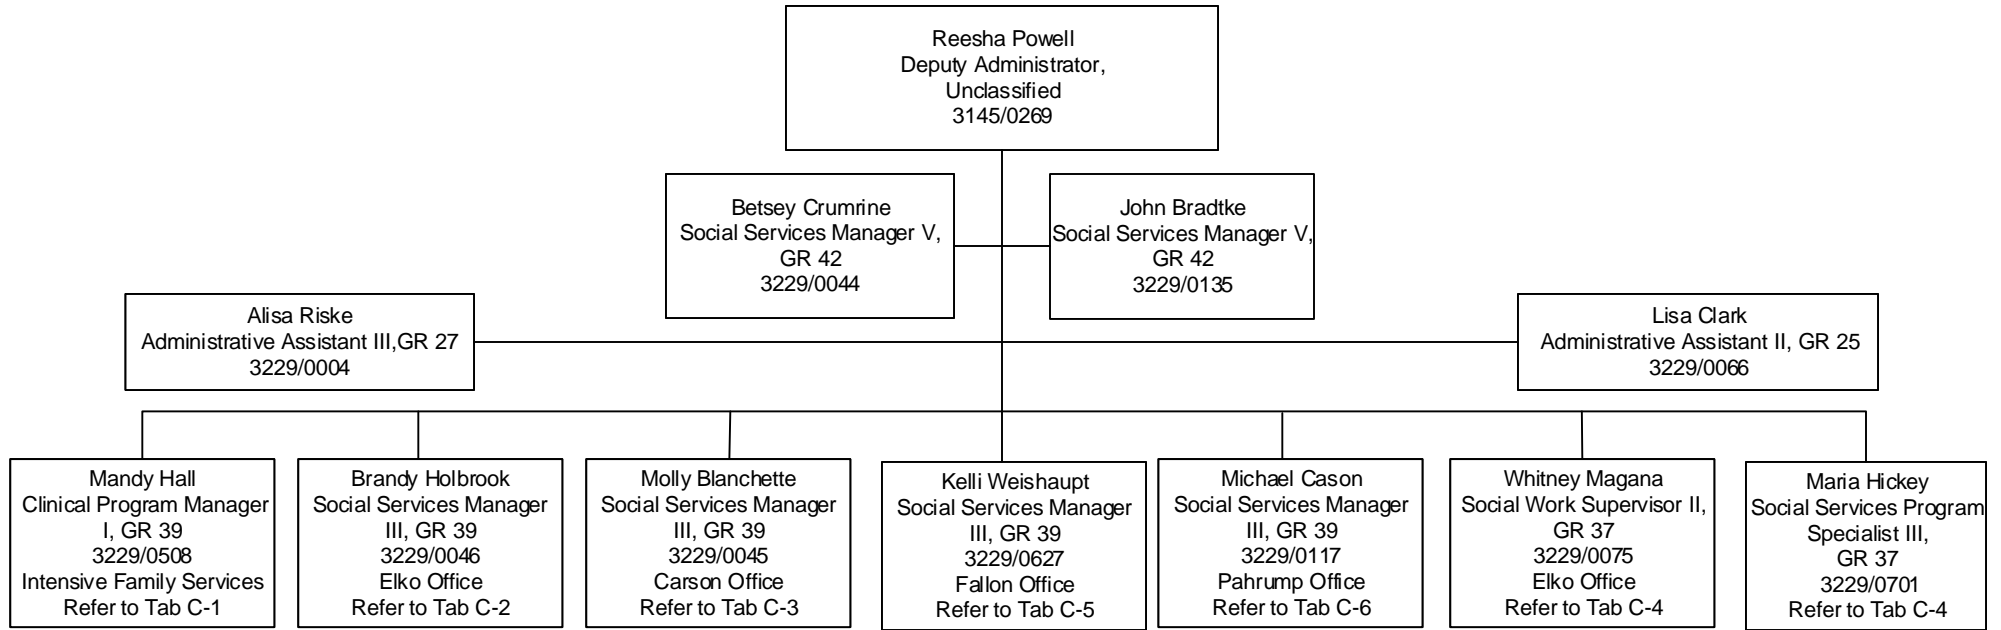 Reesha Powell
Deputy Administrator,
Unclassified
3145/0269
Betsey Crumrine
Social Services Manager V,
GR 42
3229/0044
John Bradtke
Social Services Manager V,
GR 42
3229/0135
Alisa Riske
Administrative Assistant III,GR 27
3229/0004
Lisa Clark
Administrative Assistant II, GR 25
3229/0066
Mandy Hall
Clinical Program Manager
I, GR 39
3229/0508
Intensive Family Services
Refer to Tab C-1
Brandy Holbrook
Social Services Manager
III, GR 39
3229/0046
Elko Office
Refer to Tab C-2
Molly Blanchette
Social Services Manager
III, GR 39
3229/0045
Carson Office
Refer to Tab C-3
Kelli Weishaupt
Social Services Manager
III, GR 39
3229/0627
Fallon Office
Refer to Tab C-5
Michael Cason
Social Services Manager
III, GR 39
3229/0117
Pahrump Office
Refer to Tab C-6
Whitney Magana
Social Work Supervisor II,
GR 37
3229/0075
Elko Office
Refer to Tab C-4
Maria Hickey
Social Services Program
Specialist III,
GR 37
3229/0701
Refer to Tab C-4